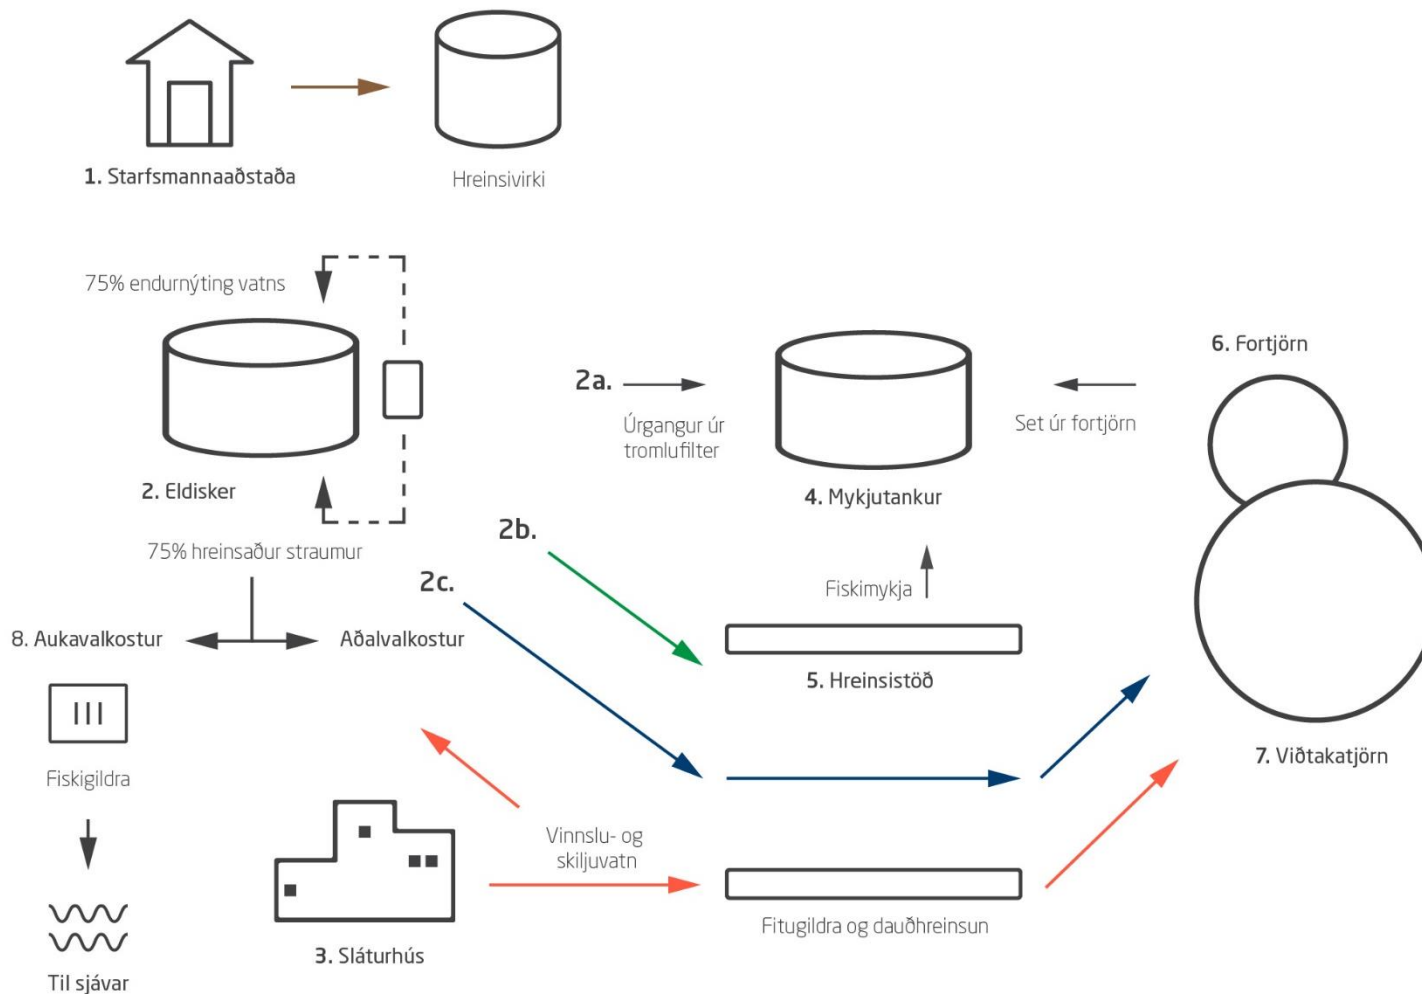 1. Starfsmannaaðstaða
Hreinsivirki
75% endurnýting vatns
2. Eldisker
75% hreinsaður straumur
8. Aukavalkostur
Aðalvalkostur
Fiskigildra
Til sjávar
2a.
Úrgangur úr
tromlufilter
4. Mykjutankur
Set úr fortjörn
6. Fortjörn
2b.
2c.
Fiskimykja
5. Hreinsistöð
7. Viðtakatjörn
3. Sláturhús
Vinnslu- og
skiljuvatn
Fitugildra og dauðhreinsun